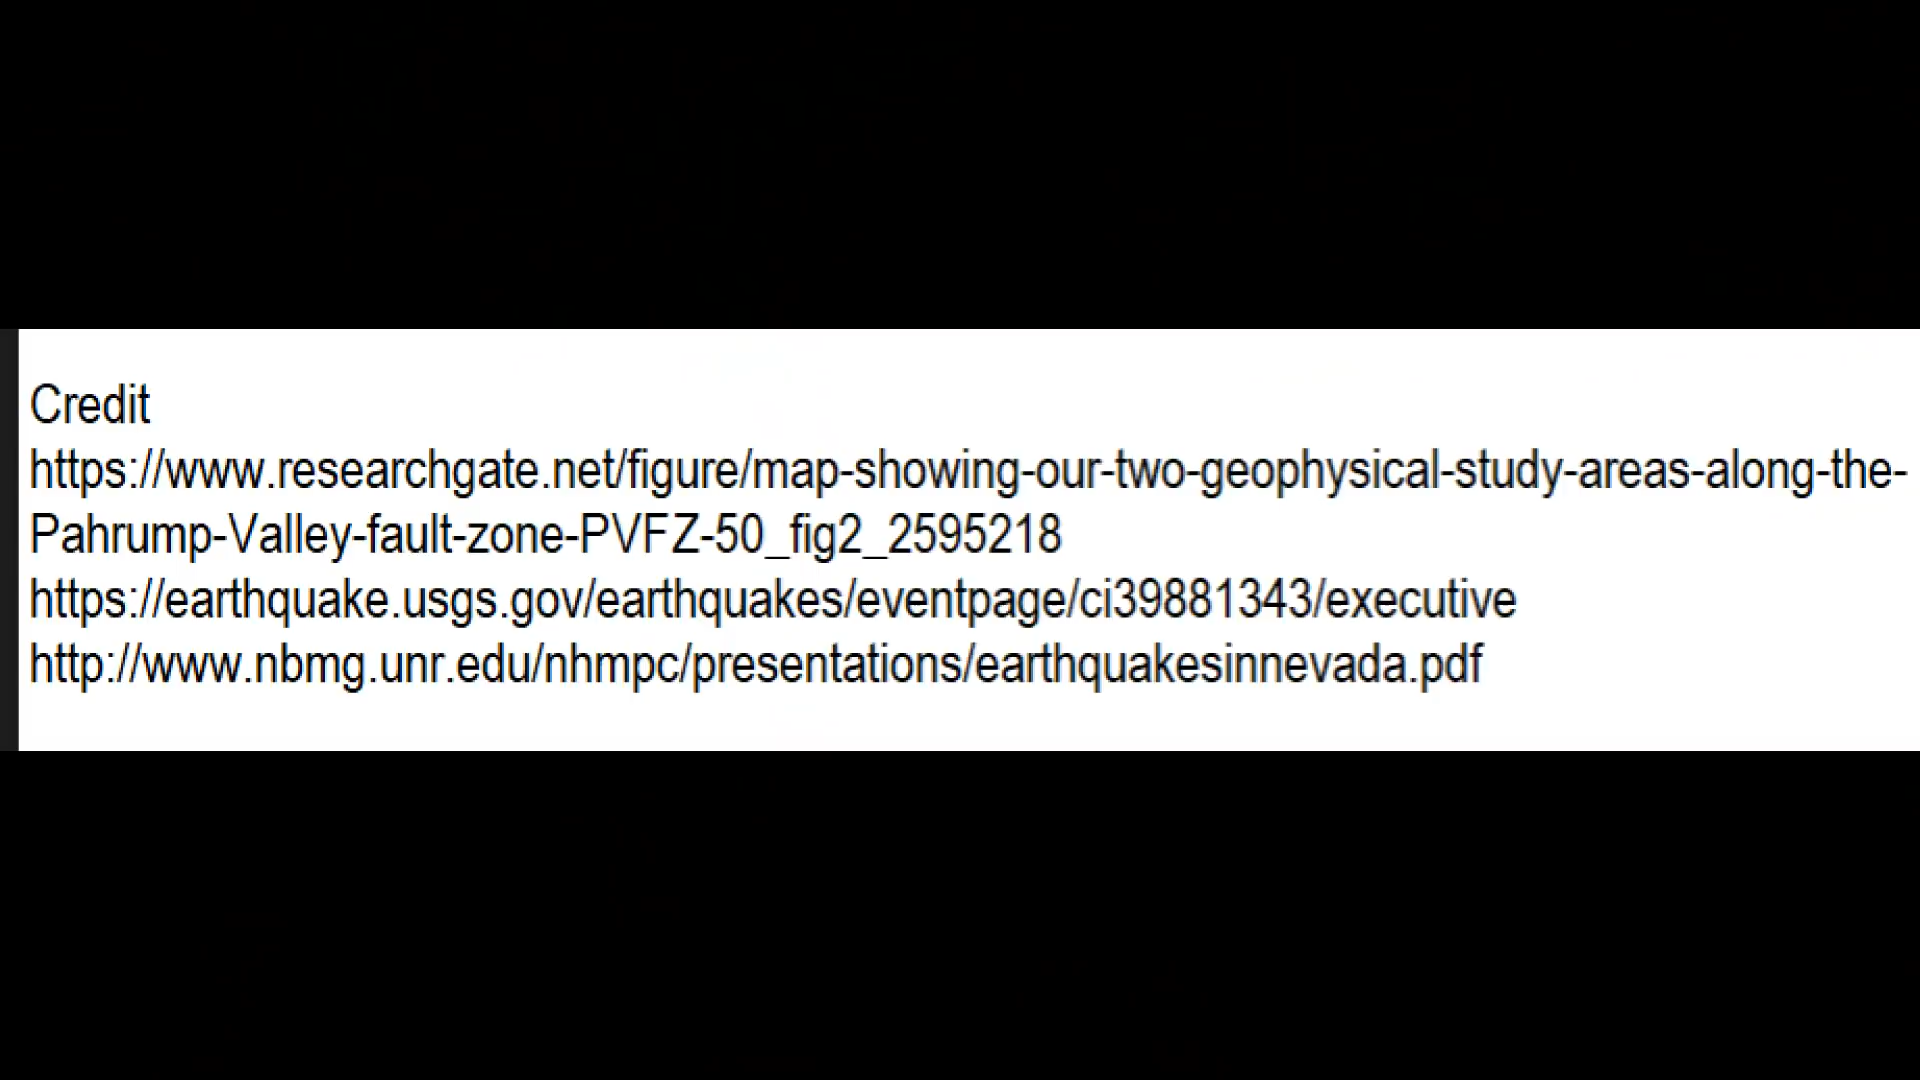 Credit
https://www.researchgate.net/figure/map-showing-our-two-geophysical-study-areas-along-the-
Pahrump-Valley-fault-zone-PVFZ-50_fig2_2595218
https://earthquake.usgs.gov/earthquakes/eventpage/ci39881343/executive
http://www.nbmg.unr.edu/nhmpc/presentations/earthquakesinnevada.pdf